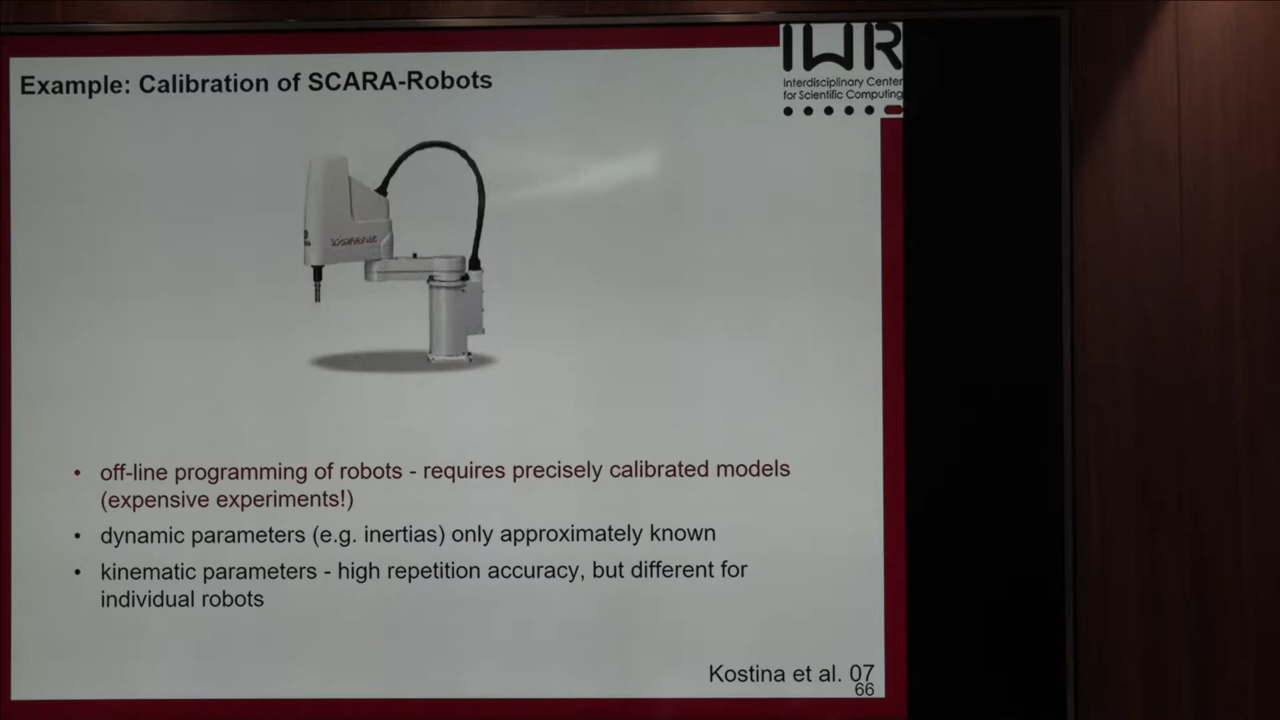 IWR
Interdisciplinary Center
for Scientific Computing
Example: Calibration of SCARA-Robots
• off-line programming of robots - requires precisely calibrated models
(expensive experiments!)
• dynamic parameters (e.g. inertias) only approximately known
• kinematic parameters - high repetition accuracy, but different for
individual robots
Kostina et al. 07
66